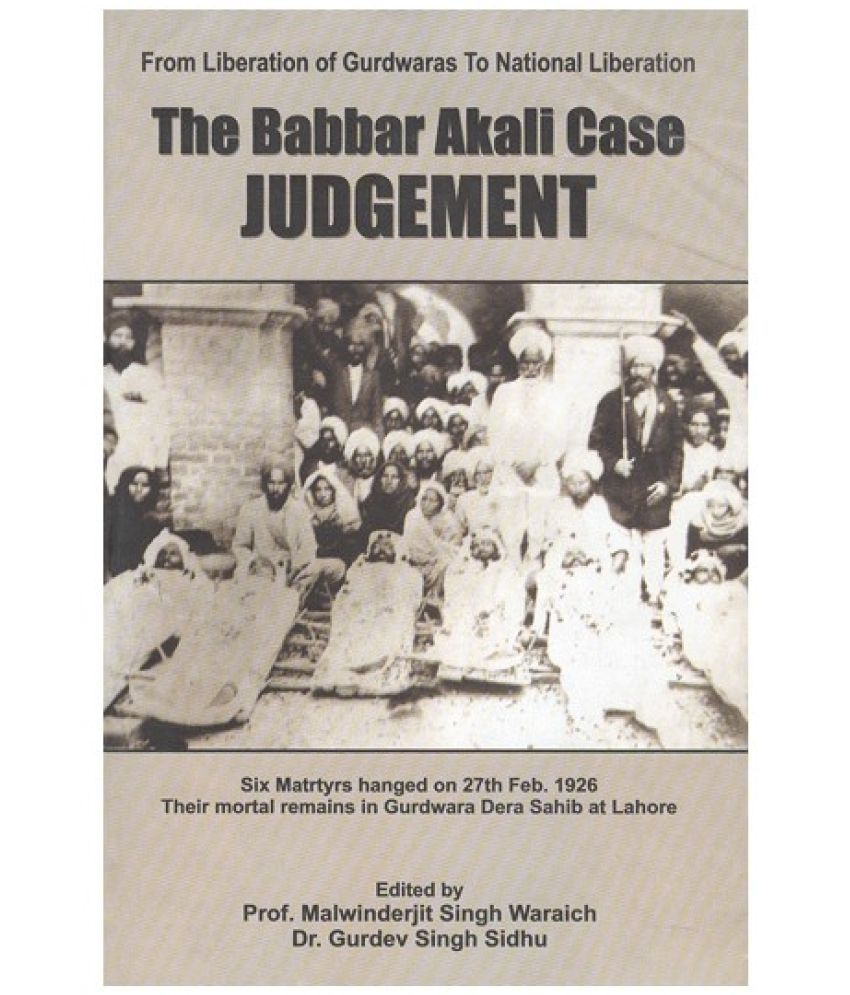 From Liberation of Gurdwaras To National Liberation
The Babbar Akali Case
JUDGEMENT
Six Matrtyrs hanged on 27th Feb. 1926
Their mortal remains in Gurdwara Dera Sahib at Lahore
Edited by
Prof. Malwinderjit Singh Waraich
Dr. Gurdev Singh Sidhu